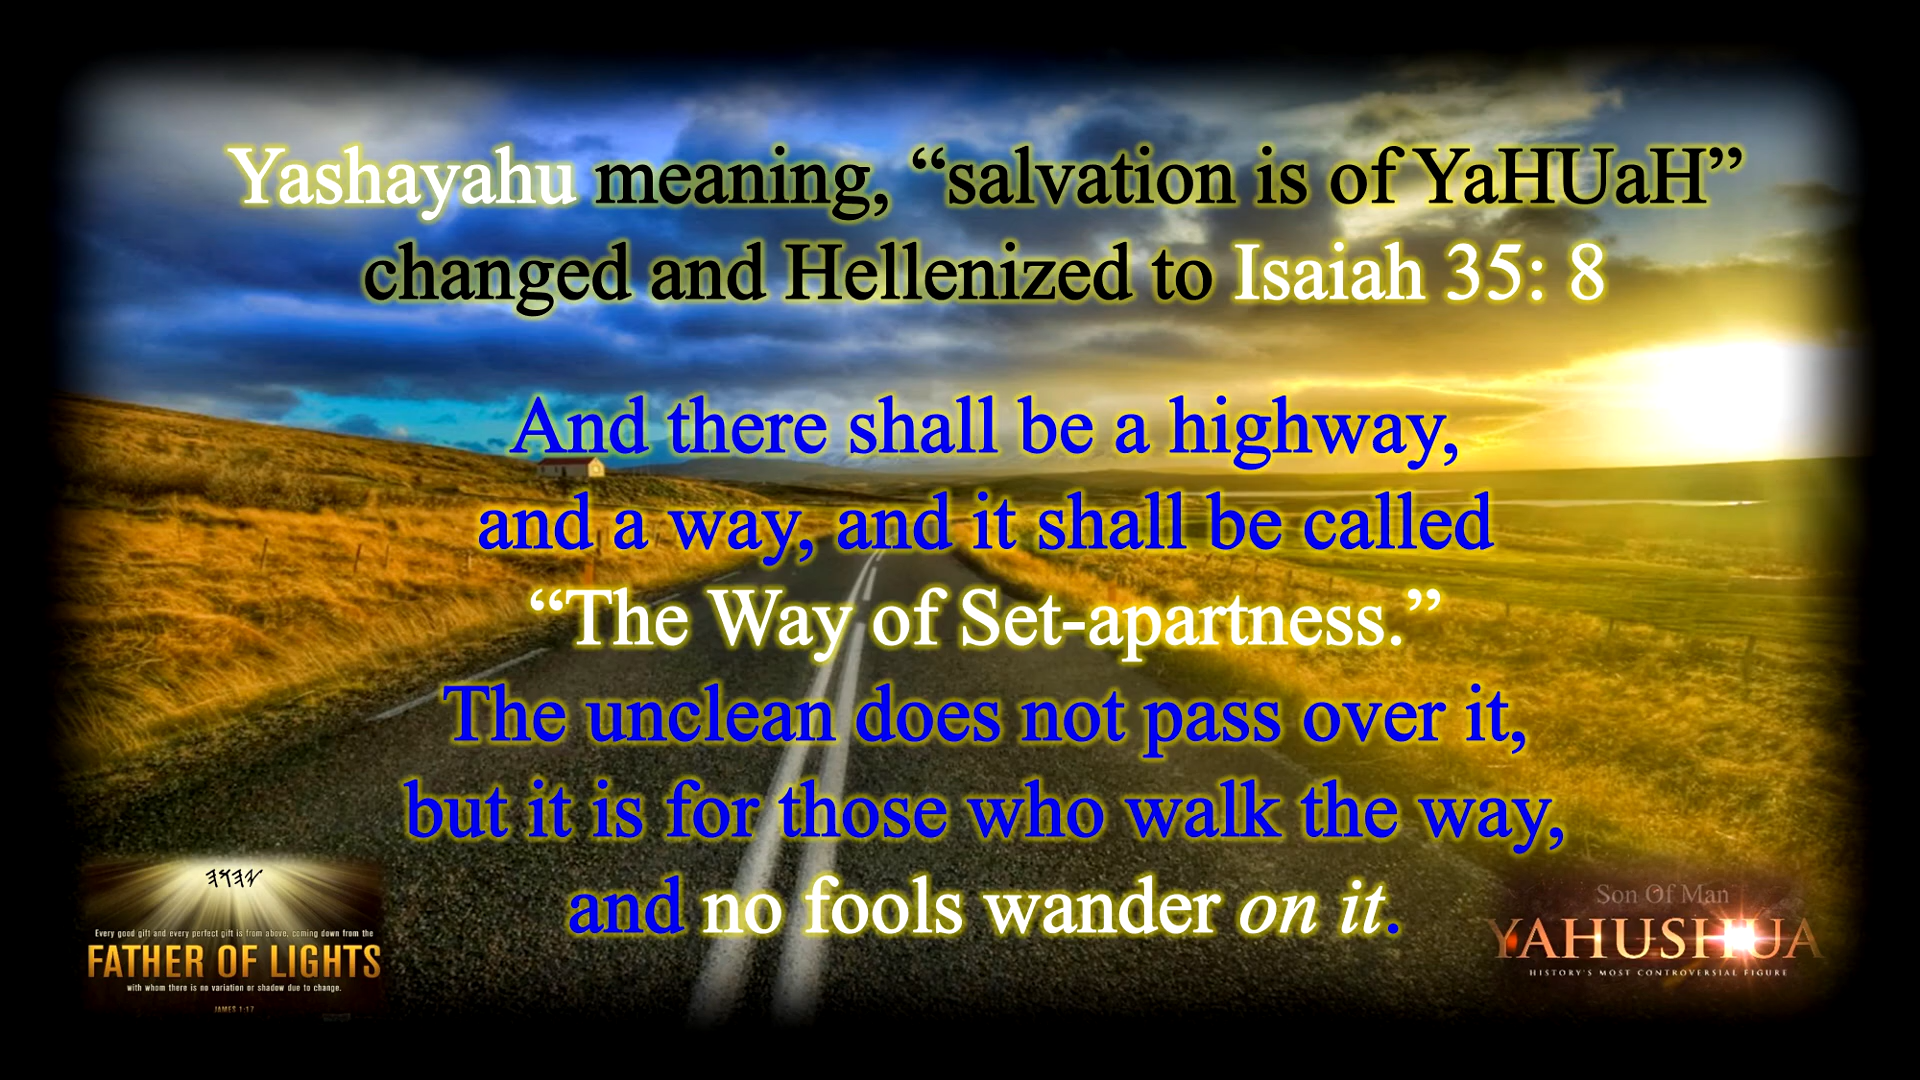 Yashayahu meaning, “salvation is of YaHUaH”
changed and Hellenized to Isaiah 35: 8
And there shall be a highway,
and a way, and it shall be called
“The Way of Set-apartness.”
The unclean does not pass over it,
but it is for those who walk the way,
and no fools wander on it.
𐤉𐤄𐤅𐤄
Every good gift and every perfect gift is from above, coming down from the
FATHER OF LIGHTS
with whom there is no variation or shadow due to change.
JAMES 1:17
Son Of Man
YAHUSHUA
HISTORY'S MOST CONTROVERSIAL FIGURE